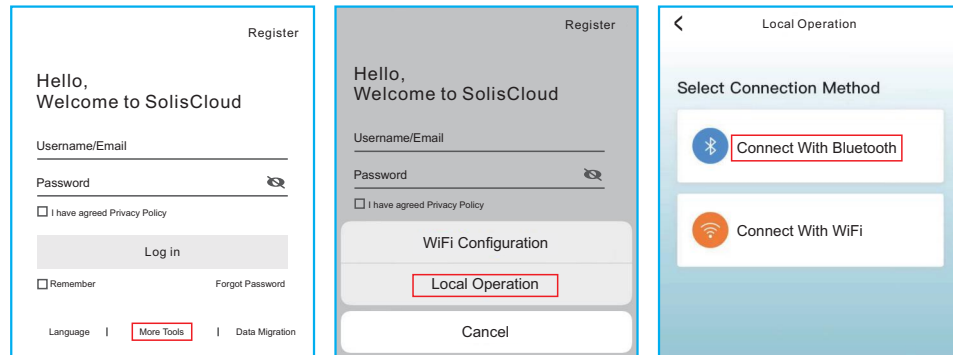 Register
Hello,
Welcome to SolisCloud
Username/Email
Password
I have agreed Privacy Policy
Log in
Remember Forgot Password
Language | More Tools | Data Migration
Register
Hello,
Welcome to SolisCloud
Username/Email
Password
I have agreed Privacy Policy
WiFi Configuration
Local Operation
Cancel
Local Operation
Select Connection Method
Connect With Bluetooth
Connect With WiFi